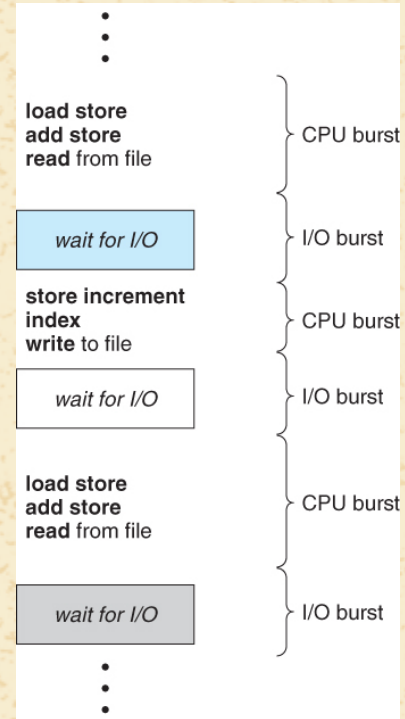 load store
add store
read from file
CPU burst
wait for I/O
I/O burst
store increment
index
write to file
CPU burst
wait for I/O
I/O burst
load store
add store
read from file
CPU burst
wait for I/O
I/O burst